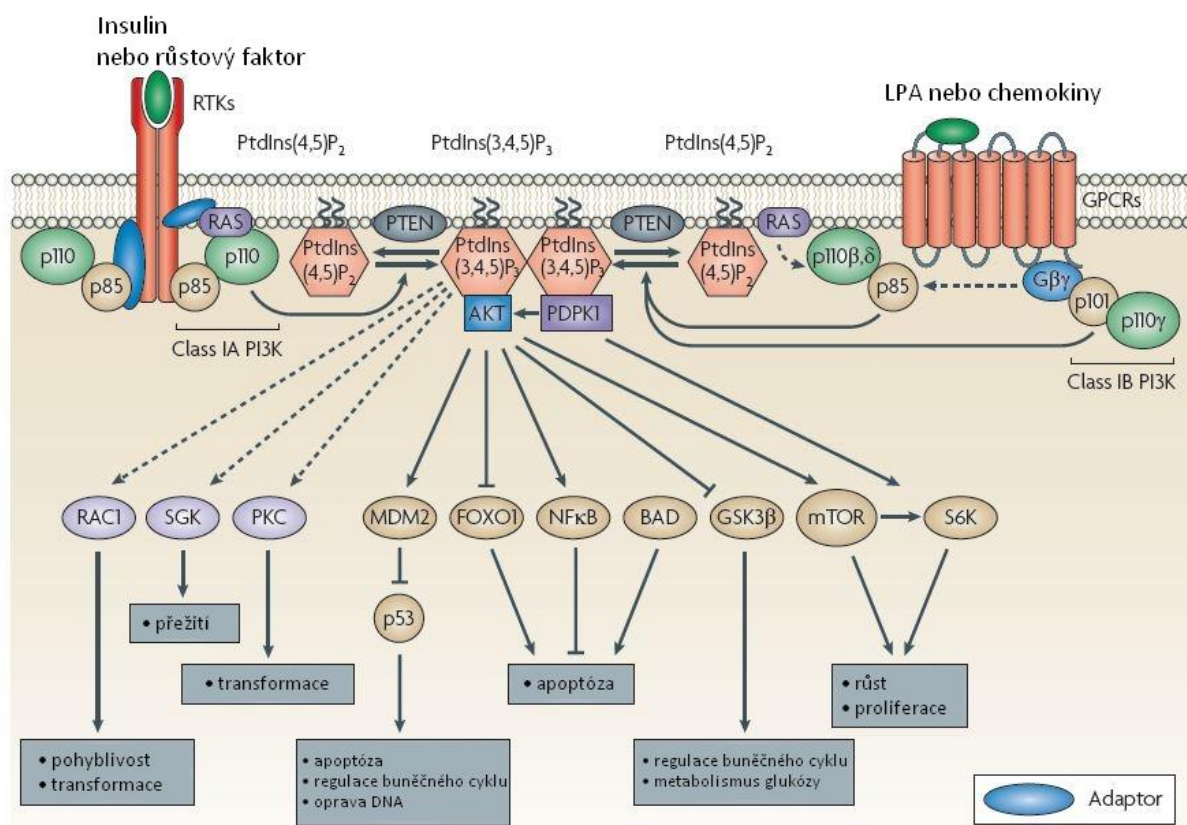 Insulin
nebo růstový faktor
RTKs
LPA nebo chemokiny
PtdIns(4,5)P2
PtdIns(3,4,5)P3
PtdIns(4,5)P2
GPCRs
RAS
PTEN
PTEN
RAS
p110
p85
p85
p110
PtdIns
(4,5)P2
PtdIns
(3,4,5)P3
PtdIns
(3,4,5)P3
PtdIns
(4,5)P2
p110β,δ
p85
Gβγ
p101
p110γ
AKT
PDPK1
Class IA PI3K
Class IB PI3K
RAC1
SGK
PKC
MDM2
FOXO1
NFκB
BAD
GSK3β
mTOR
S6K
p53
• přežití
• transformace
• apoptóza
• růst
• proliferace
• pohyblivost
• transformace
• apoptóza
• regulace buněčného cyklu
• oprava DNA
• regulace buněčného cyklu
• metabolismus glukózy
Adaptor